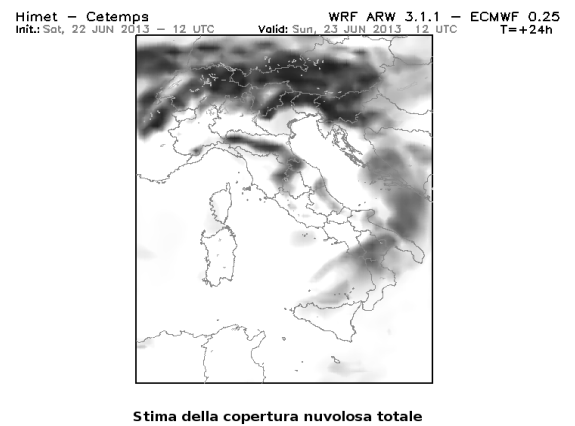 Himet – Cetemps WRF ARW 3.1.1 – ECMWF 0.25
Init.: Sat, 22 JUN 2013 – 12 UTC Valid: Sun, 23 JUN 2013 12 UTC T=+24h
Stima della copertura nuvolosa totale